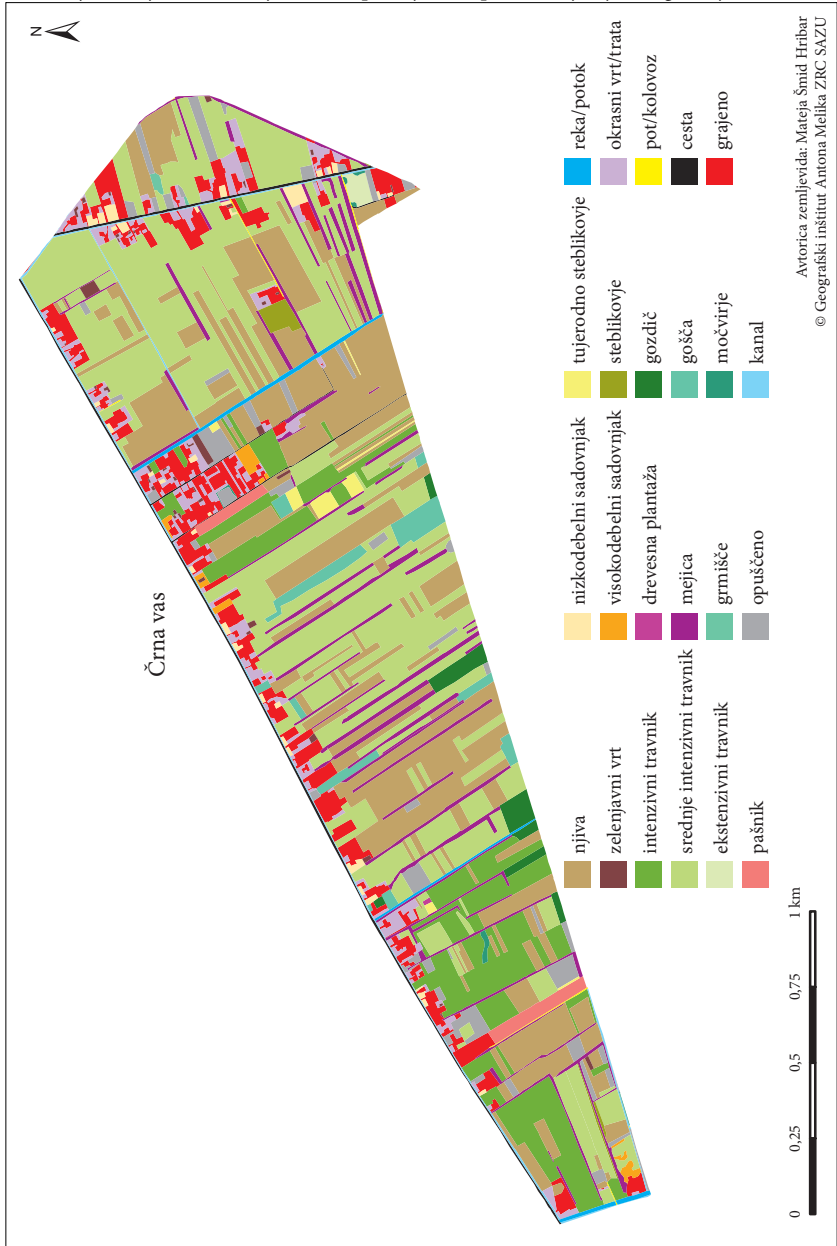 N
Črna vas
njiva
zelenjavni vrt
intenzivni travnik
srednje intenzivni travnik
ekstenzivni travnik
pašnik
nizkodebelni sadovnjak
visokodebelni sadovnjak
drevesna plantaža
mejica
grmišče
opuščeno
tujerodno steblikovje
steblikovje
gozdič
gošča
močvirje
kanal
reka/potok
okrasni vrt/trata
pot/kolovoz
cesta
grajeno
0 0,25 0,5 0,75 1 km
Avtorica zemljevida: Mateja Šmid Hribar
© Geografski inštitut Antona Melika ZRC SAZU